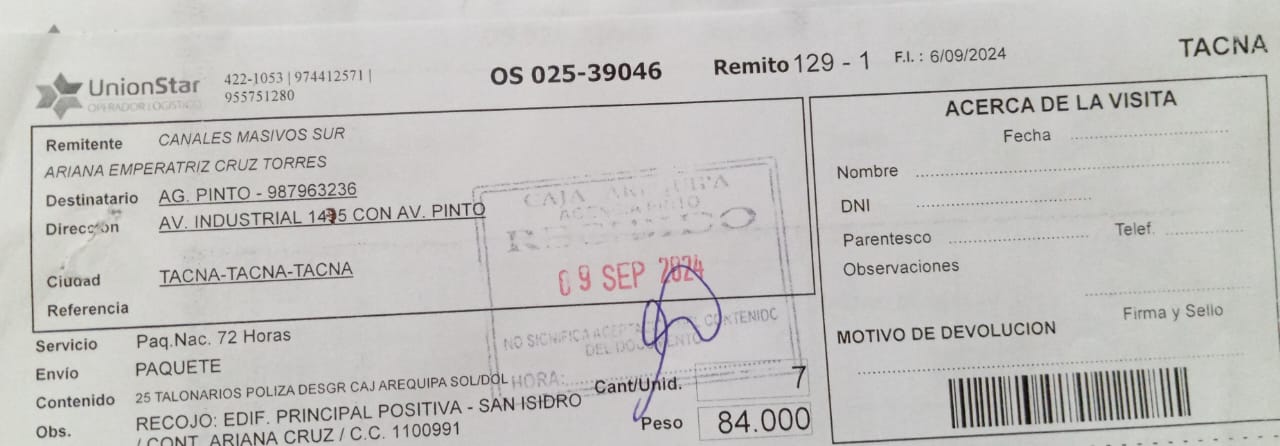 UnionStar
OPERADOR LOGISTICO
422-1053 | 974412571 |
955751280
OS 025-39046
Remito 129 - 1
F.I. : 6/09/2024
TACNA
Remitente CANALES MASIVOS SUR
ARIANA EMPERATRIZ CRUZ TORRES
Destinatario AG. PINTO - 987963236
Dirección AV. INDUSTRIAL 1495 CON AV. PINTO
Ciudad TACNA-TACNA-TACNA
Referencia
CAJA AREQUIPA
AGENCIA PINTO
RECIBIDO
09 SEP 2024
NO SIGNIFICA ACEPTACION DEL CONTENIDO
DEL DOCUMENTO
HORA:
Servicio Paq.Nac. 72 Horas
Envío PAQUETE
Contenido 25 TALONARIOS POLIZA DESGR CAJ AREQUIPA SOL/DOL
Cant/Unid. 7
Obs. RECOJO: EDIF. PRINCIPAL POSITIVA - SAN ISIDRO
/ CONT. ARIANA CRUZ / C.C. 1100991
Peso 84.000
ACERCA DE LA VISITA
Fecha
Nombre
DNI
Parentesco Telef.
Observaciones
Firma y Sello
MOTIVO DE DEVOLUCION